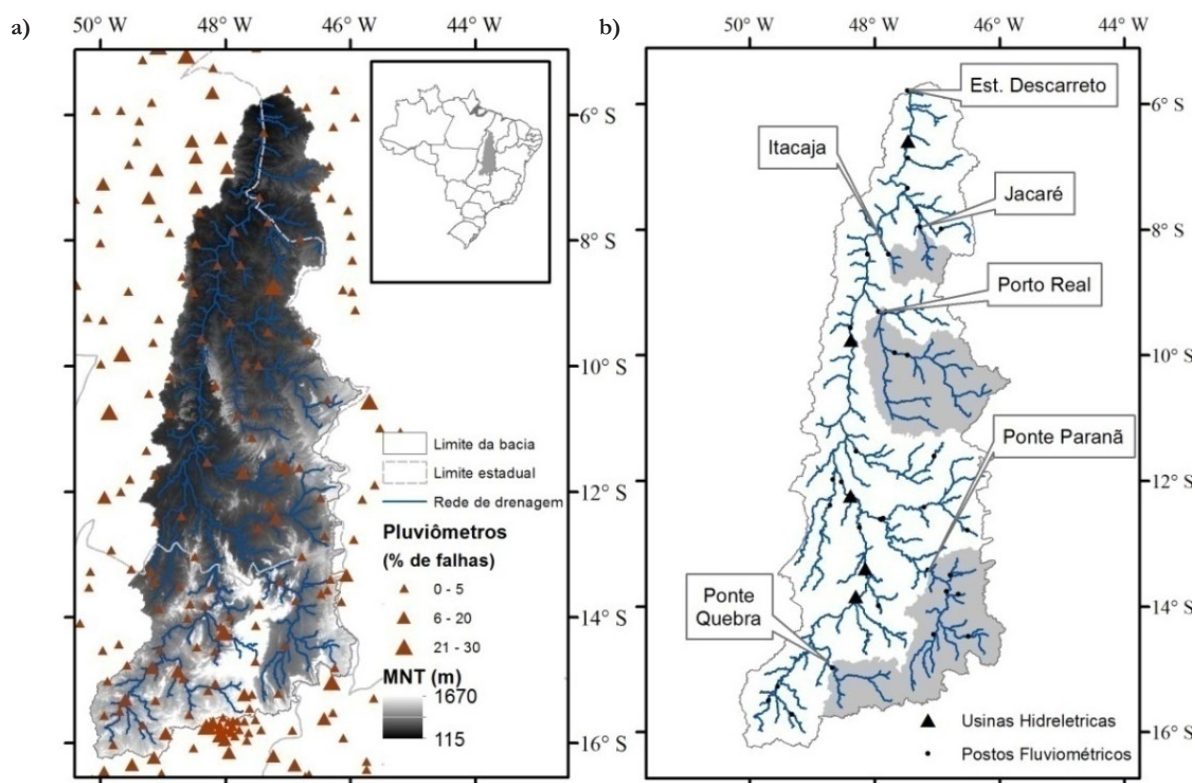 a)
50° W
48° W
46° W
Limite da bacia
Limite estadual
Rede de drenagem
Pluviômetros
(% de falhas)
0 - 5
6 - 20
21 - 30
MNT (m)
1670
115
6° S
8° S
10° S
12° S
14° S
16° S
b)
50° W
48° W
46° W
44° W
Est. Descarreto
Itacaja
Jacaré
Porto Real
Ponte Paranã
Ponte
Quebra
Usinas Hidreletricas
Postos Fluviométricos
6° S
8° S
10° S
12° S
14° S
16° S